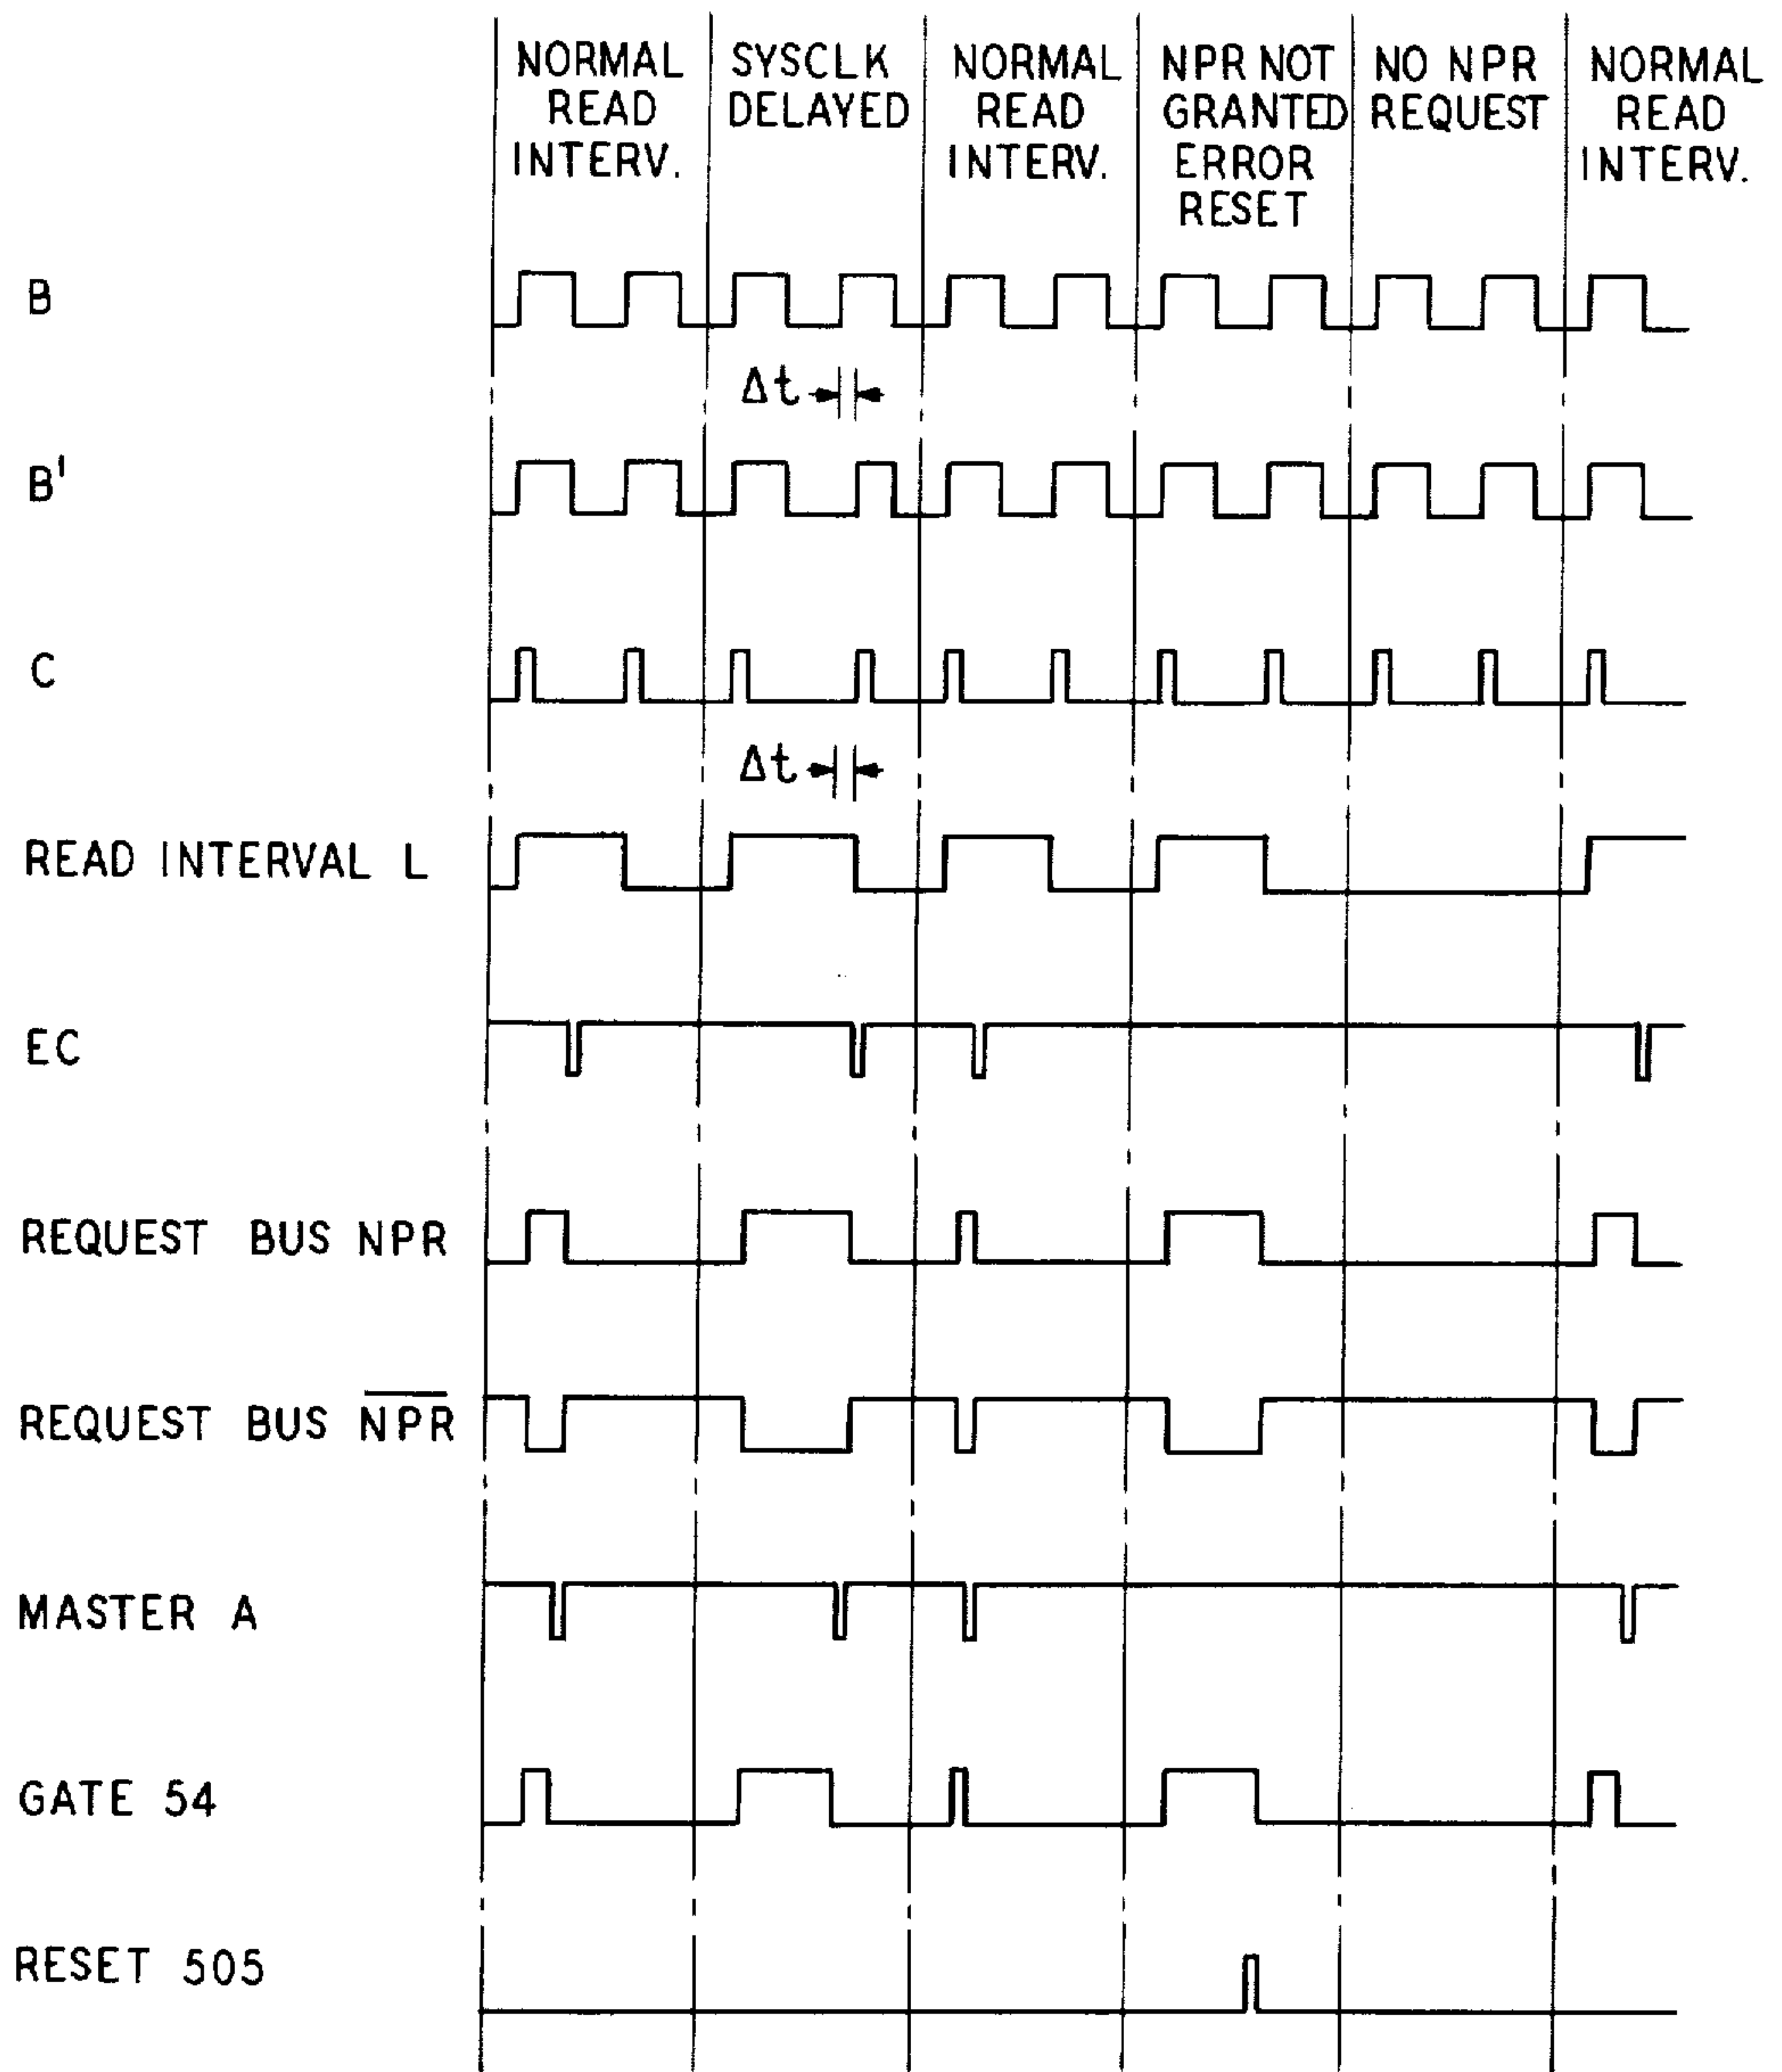 NORMAL
READ
INTERV.
SYSCLK
DELAYED
NORMAL
READ
INTERV.
NPR NOT
GRANTED
ERROR
RESET
NO NPR
REQUEST
NORMAL
READ
INTERV.
B
Δt
B'
C
Δt
READ INTERVAL L
EC
REQUEST BUS NPR
REQUEST BUS N̅P̅R̅
MASTER A
GATE 54
RESET 505